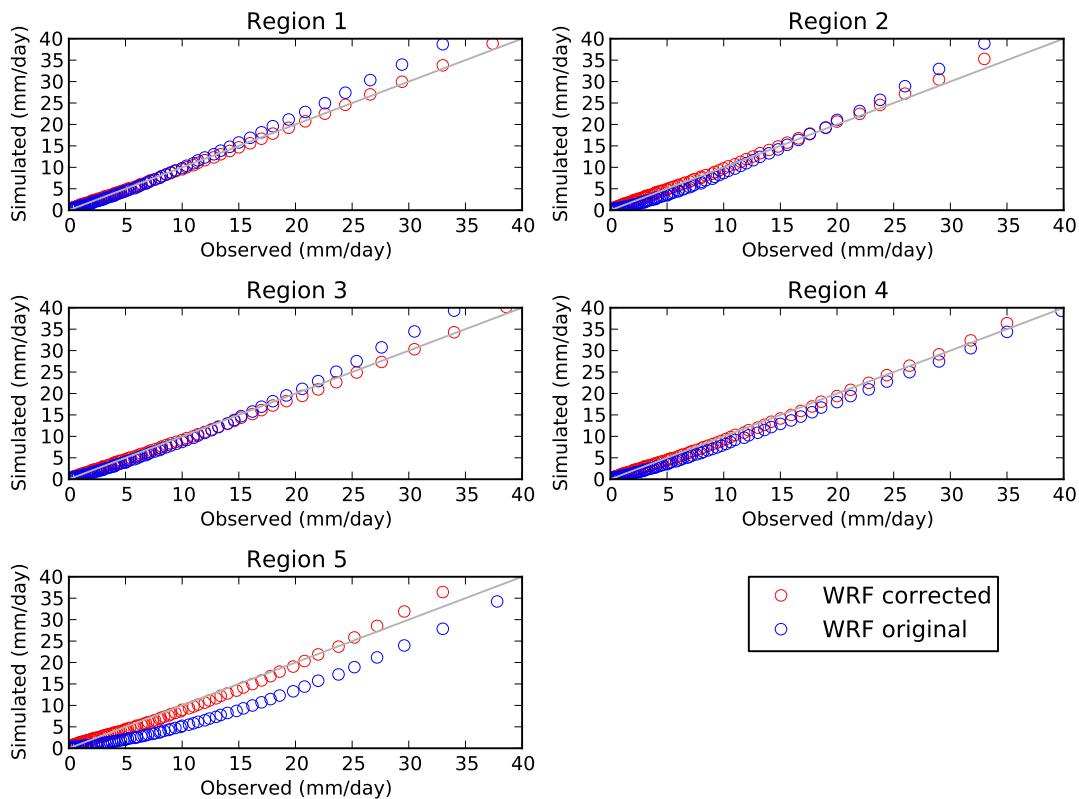 Region 1
Simulated (mm/day)
40
35
30
25
20
15
10
5
0
0 5 10 15 20 25 30 35 40
Observed (mm/day)
Region 2
Simulated (mm/day)
40
35
30
25
20
15
10
5
0
0 5 10 15 20 25 30 35 40
Observed (mm/day)
Region 3
Simulated (mm/day)
40
35
30
25
20
15
10
5
0
0 5 10 15 20 25 30 35 40
Observed (mm/day)
Region 4
Simulated (mm/day)
40
35
30
25
20
15
10
5
0
0 5 10 15 20 25 30 35 40
Observed (mm/day)
Region 5
Simulated (mm/day)
40
35
30
25
20
15
10
5
0
0 5 10 15 20 25 30 35 40
Observed (mm/day)
WRF corrected
WRF original